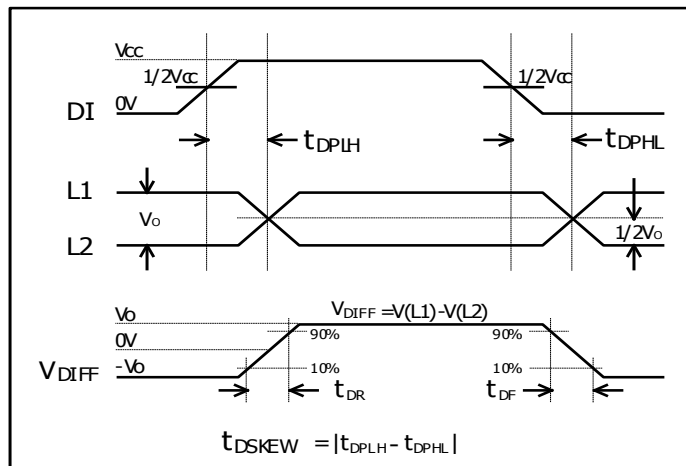 Vcc
1/2Vcc 1/2Vcc
DI 0V
tDPLH tDPHL
L1
Vo
L2 1/2Vo
Vo VDIFF =V(L1)-V(L2)
90% 90%
0V
VDIFF -Vo 10% 10%
tDR tDF
tDSKEW = |tDPLH - tDPHL|